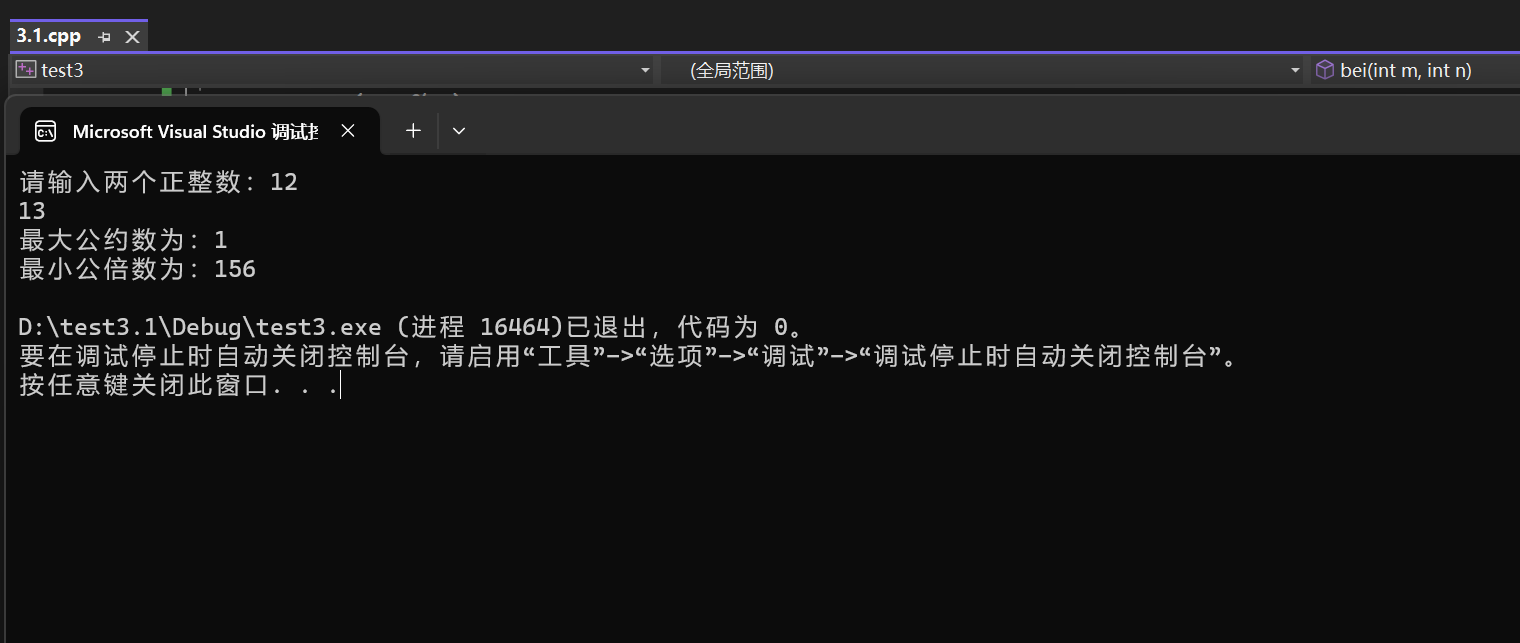 3.1.cpp
test3 (全局范围) bei(int m, int n)
Microsoft Visual Studio 调试
请输入两个正整数：12
13
最大公约数为：1
最小公倍数为：156
D:\test3.1\Debug\test3.exe (进程 16464)已退出，代码为 0。
要在调试停止时自动关闭控制台，请启用“工具”->“选项”->“调试”->“调试停止时自动关闭控制台”。
按任意键关闭此窗口. . .